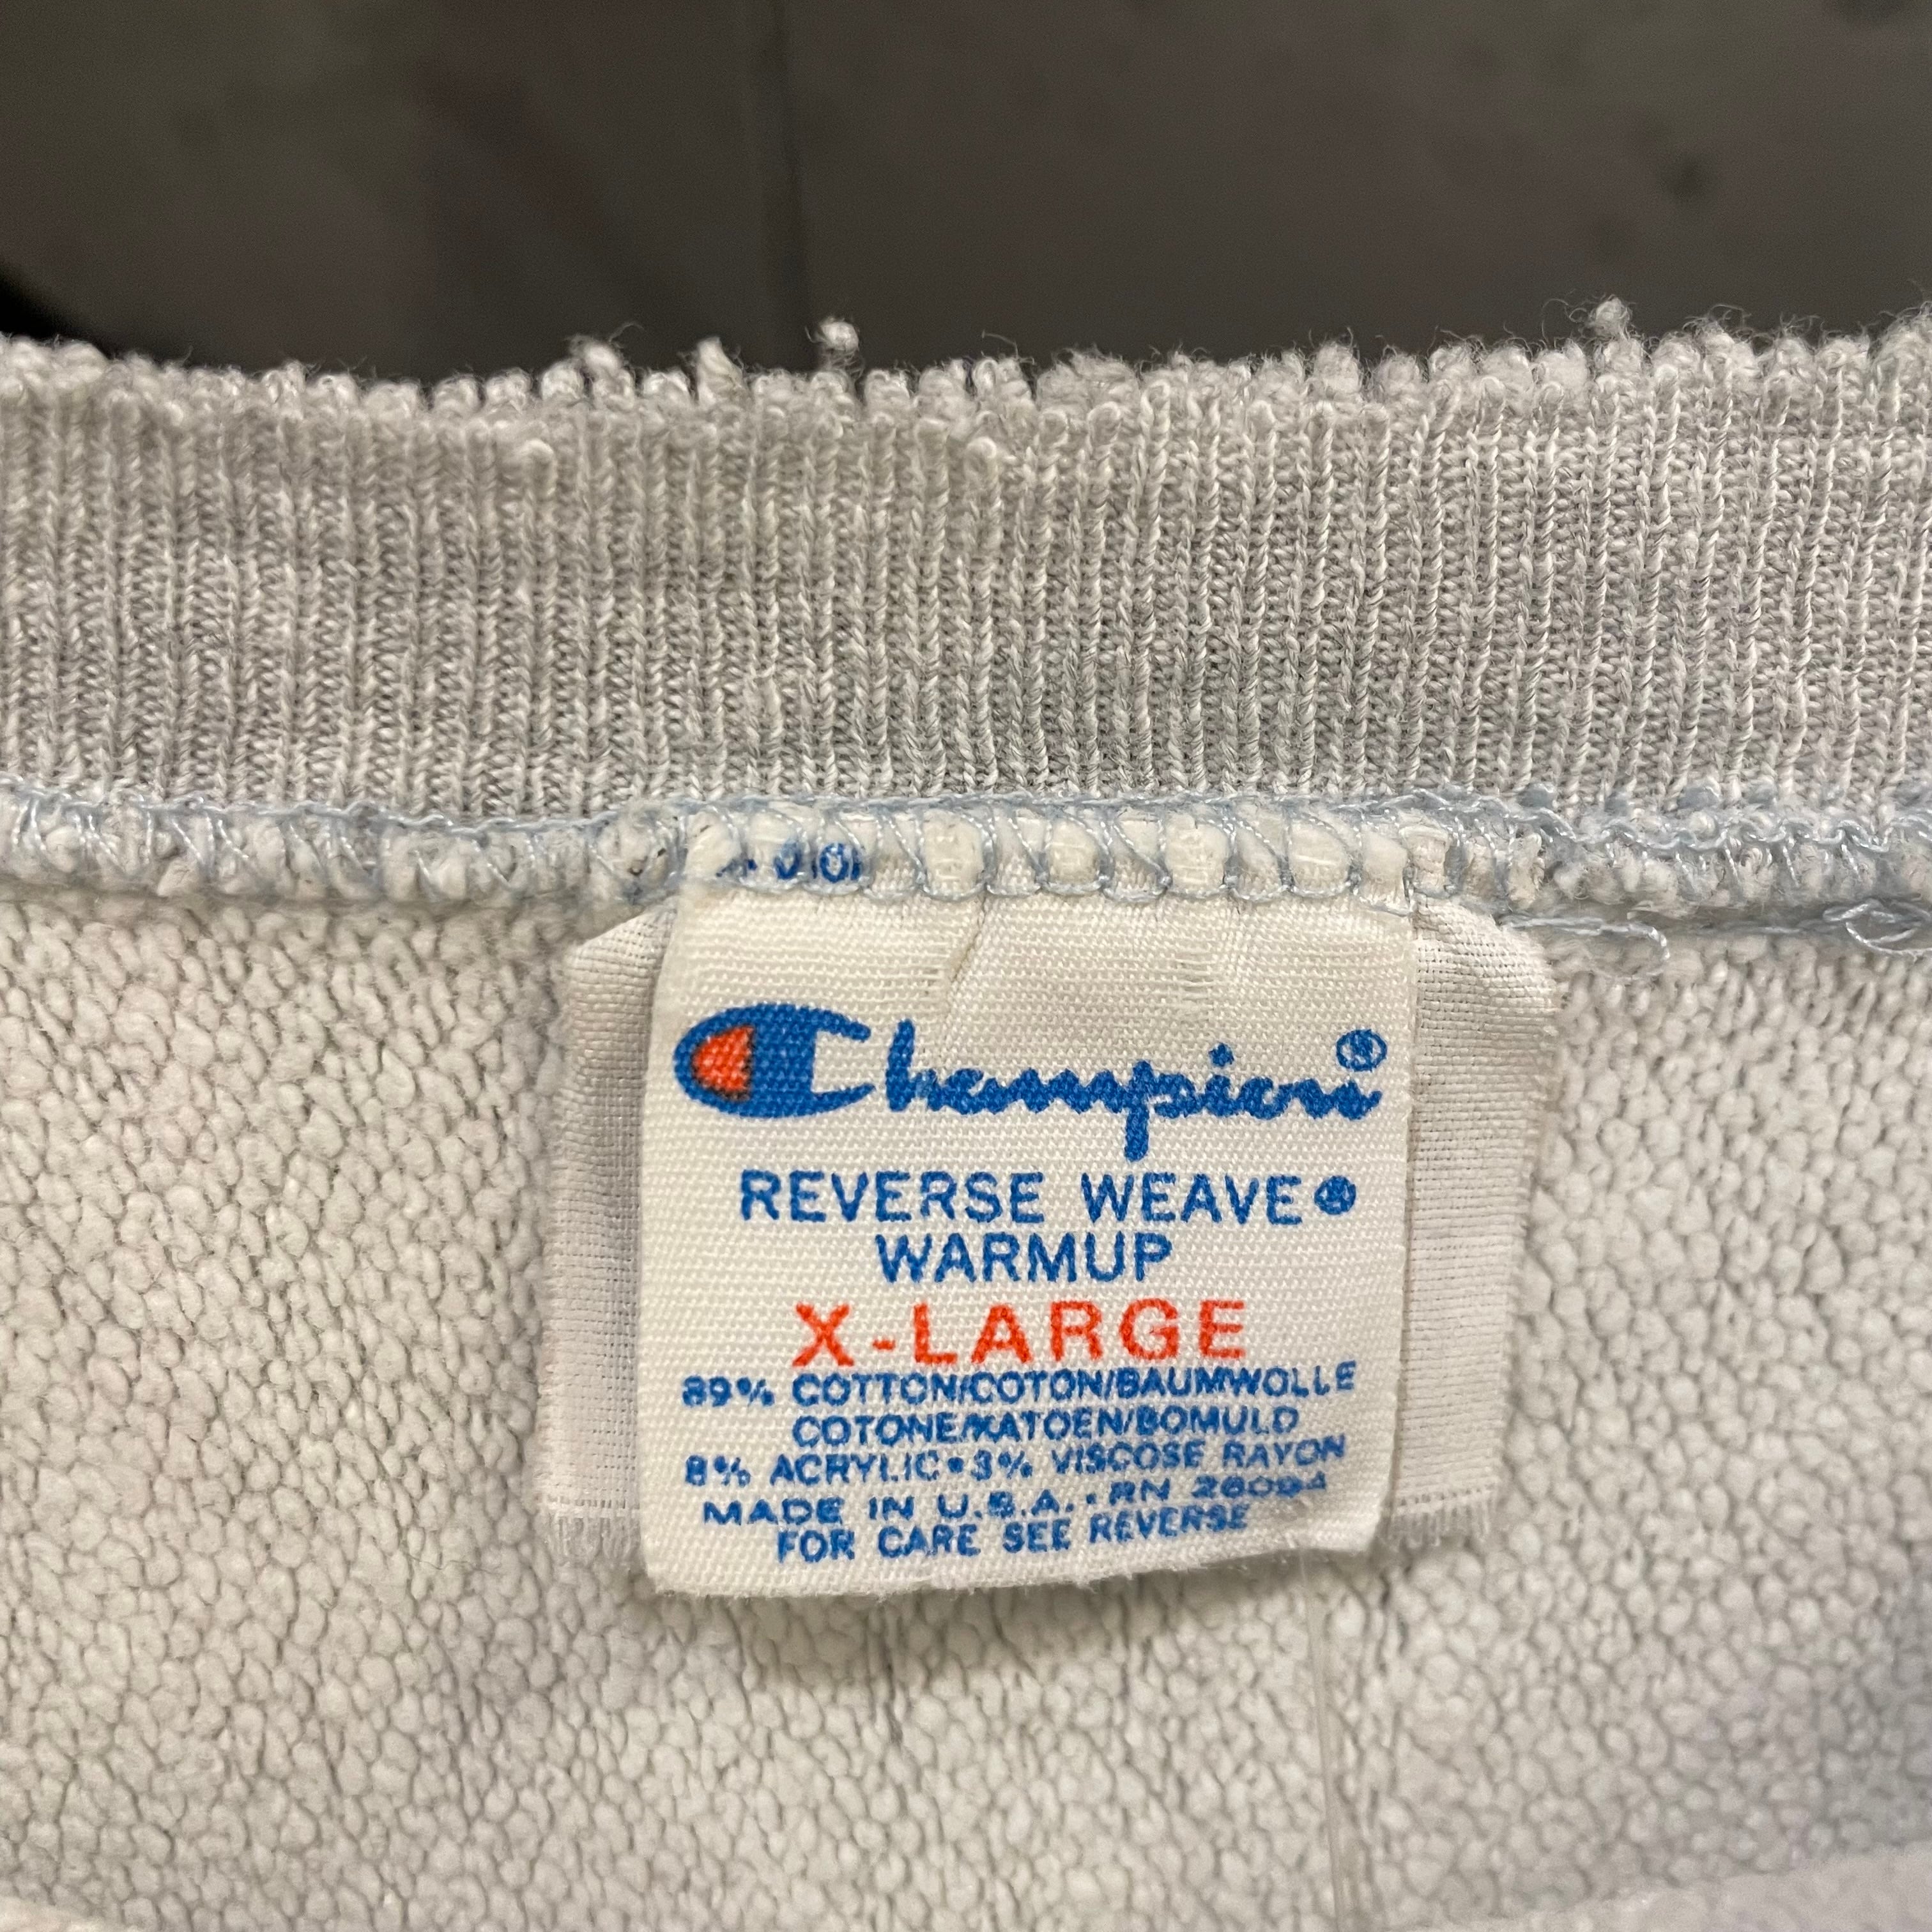 Champion®
REVERSE WEAVE®
WARMUP
X-LARGE
89% COTTON/COTON/BAUMWOLLE
COTONE/KATOEN/BOMULD
8% ACRYLIC•3% VISCOSE RAYON
MADE IN U.S.A.•RN 26094
FOR CARE SEE REVERSE